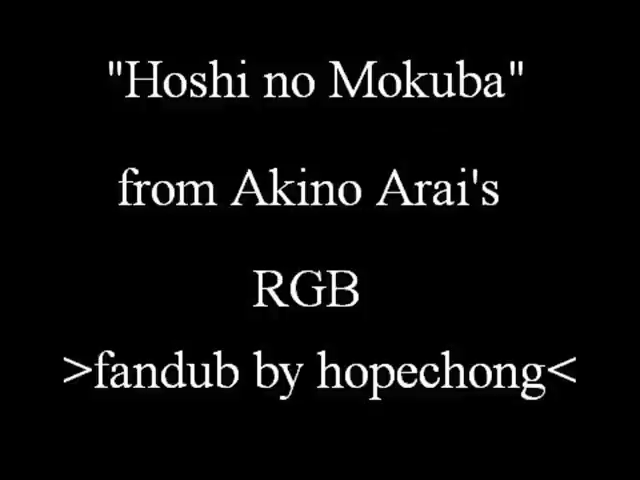 "Hoshi no Mokuba"
from Akino Arai's
RGB
>fandub by hopechong<